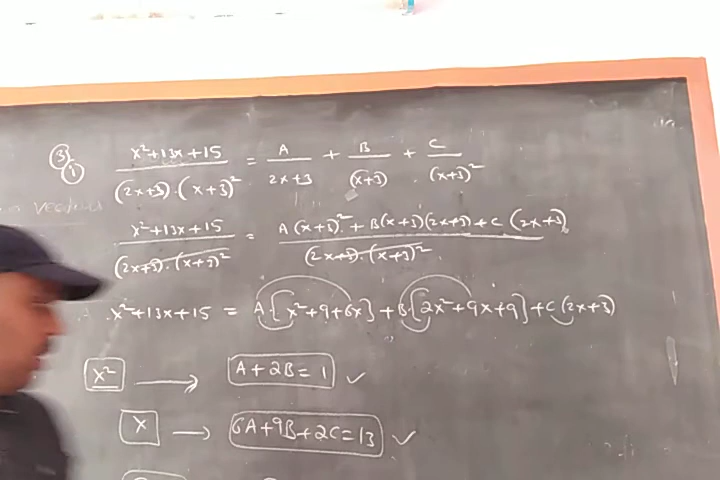 ③ ① x²+13x+15 / (2x+3).(x+3)² = A / 2x+3 + B / (x+3) + C / (x+3)²
x²+13x+15 / (2x+3).(x+3)² = A(x+3)² + B(x+3)(2x+3) + C(2x+3) / (2x+3).(x+3)²
x²+13x+15 = A.[x²+9+6x] + B.[2x²+9x+9] + C(2x+3)
x² → A+2B=1 ✓
x → 6A+9B+2C=13 ✓